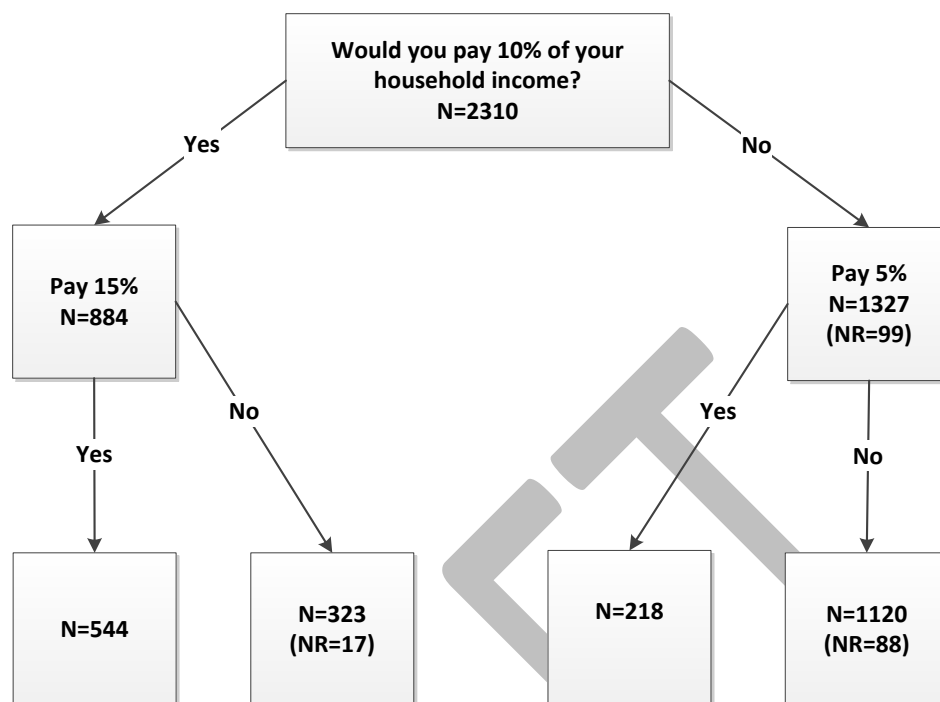 Would you pay 10% of your
household income?
N=2310
Yes
No
Pay 15%
N=884
Pay 5%
N=1327
(NR=99)
Yes
No
Yes
No
N=544
N=323
(NR=17)
N=218
N=1120
(NR=88)